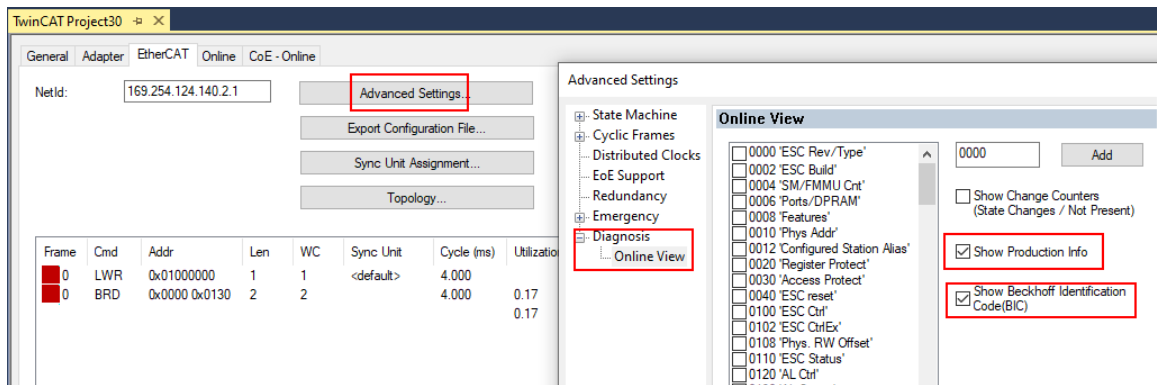 TwinCAT Project30
General Adapter EtherCAT Online CoE - Online
NetId:
169.254.124.140.2.1
Advanced Settings...
Export Configuration File...
Sync Unit Assignment...
Topology...
Frame Cmd Addr Len WC Sync Unit Cycle (ms) Utilizatio
0 LWR 0x01000000 1 1 <default> 4.000
0 BRD 0x0000 0x0130 2 2 4.000 0.17
0.17
Advanced Settings
State Machine
Cyclic Frames
Distributed Clocks
EoE Support
Redundancy
Emergency
Diagnosis
Online View
Online View
0000 'ESC Rev/Type'
0002 'ESC Build'
0004 'SM/FMMU Cnt'
0006 'Ports/DPRAM'
0008 'Features'
0010 'Phys Addr'
0012 'Configured Station Alias'
0020 'Register Protect'
0030 'Access Protect'
0040 'ESC reset'
0100 'ESC Ctrl'
0102 'ESC CtrlEx'
0108 'Phys. RW Offset'
0110 'ESC Status'
0120 'AL Ctrl'
0000
Add
Show Change Counters
(State Changes / Not Present)
Show Production Info
Show Beckhoff Identification
Code(BIC)